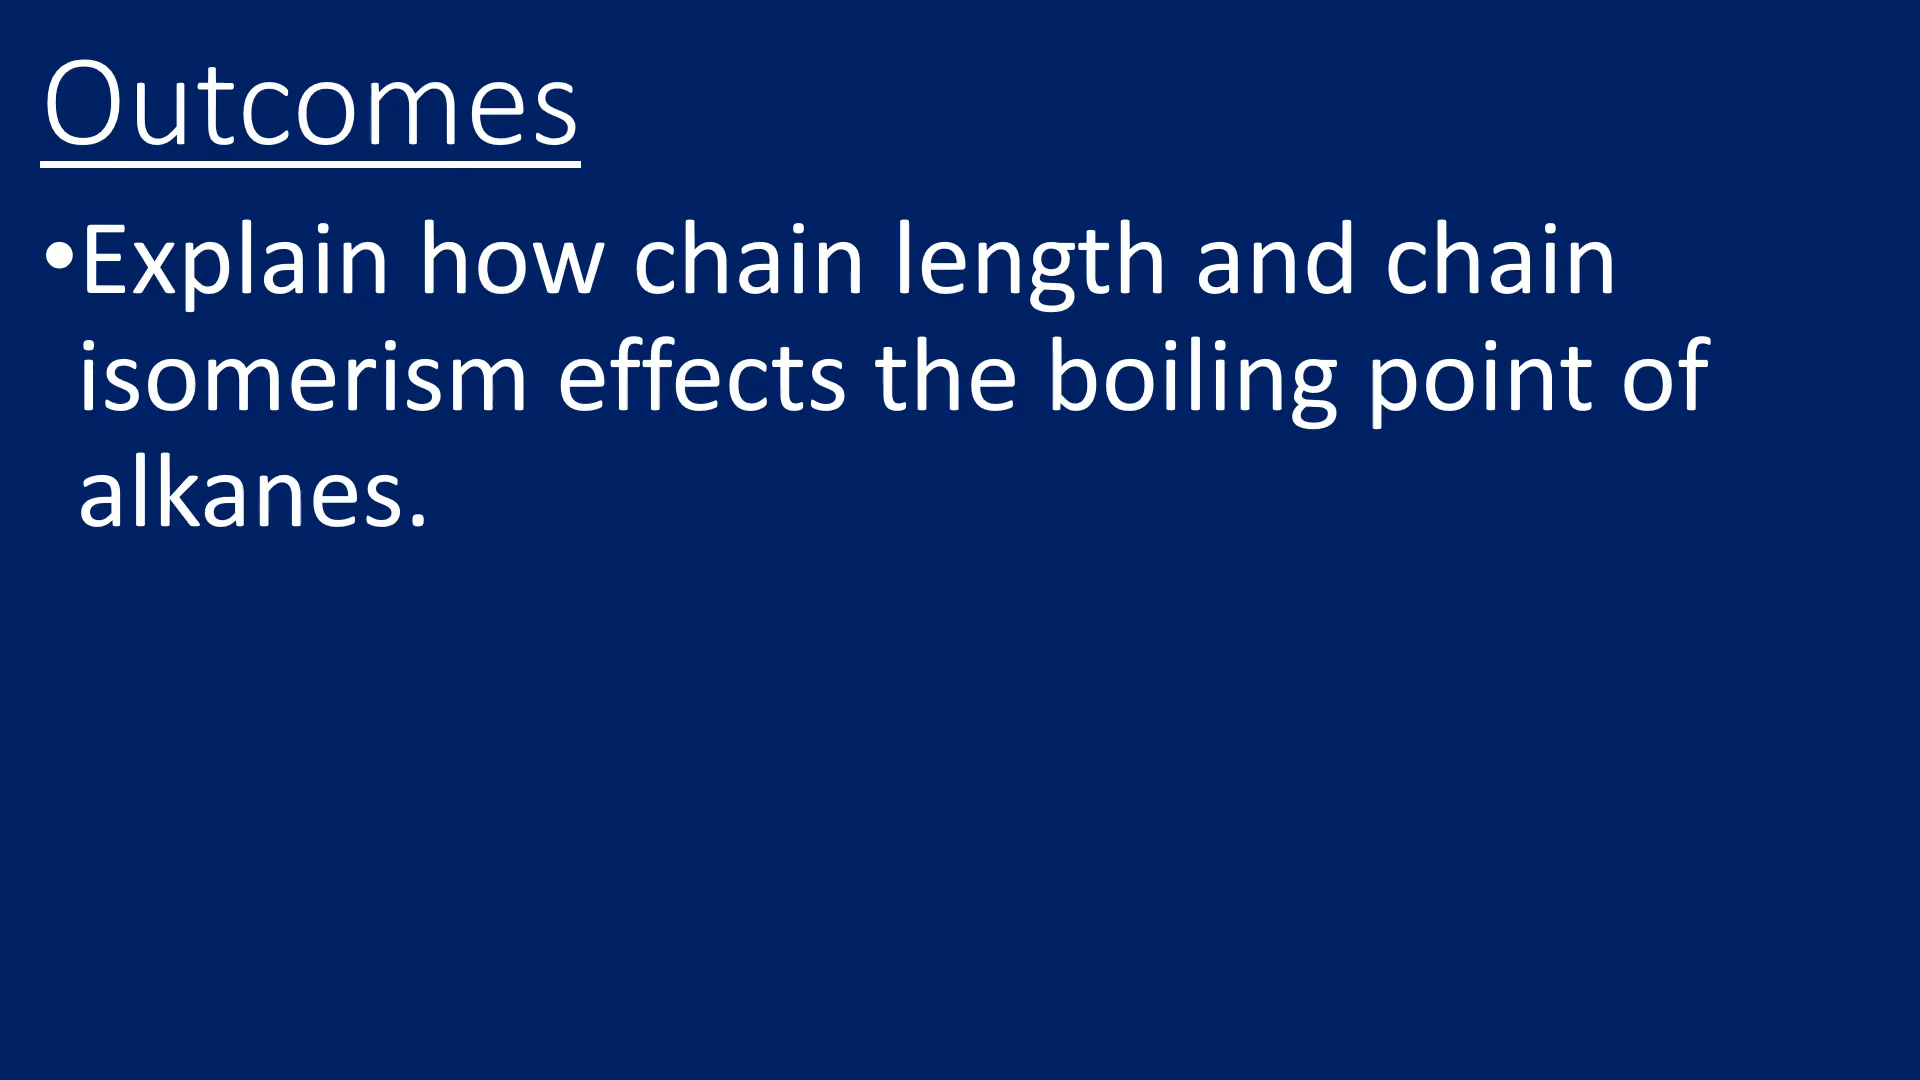 Outcomes
•Explain how chain length and chain
isomerism effects the boiling point of
alkanes.